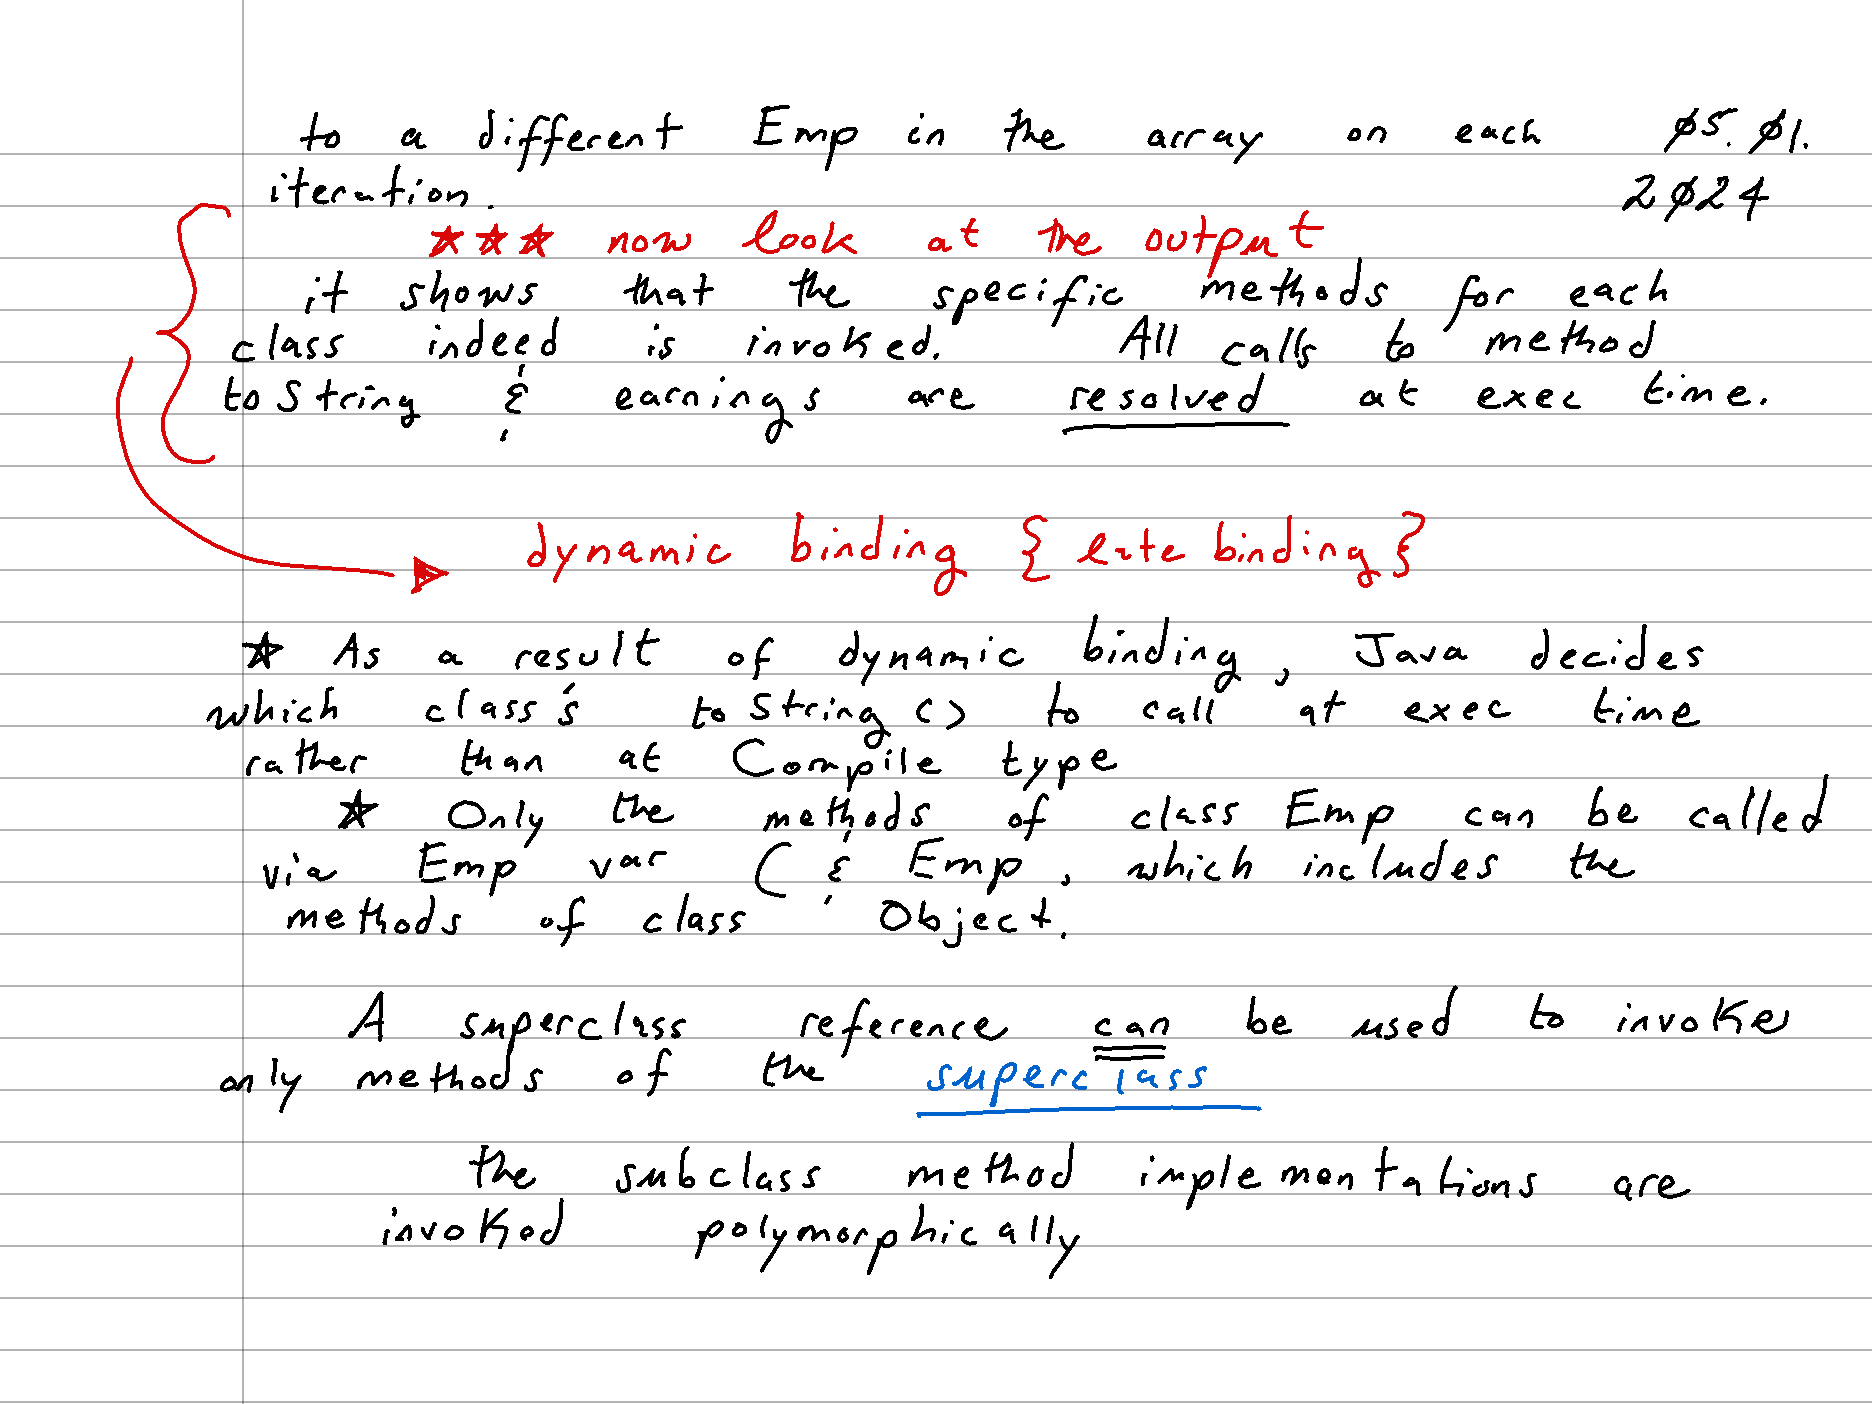 to a different Emp in the array on each ø5. ø1.
iteration. 2ø24
★★★ now look at the output
it shows that the specific methods for each
class indeed is invoked. All calls to method
toString & earnings are resolved at exec time.
dynamic binding { late binding }
★ As a result of dynamic binding, Java decides
which class's toString () to call at exec time
rather than at Compile type
★ Only the methods of class Emp can be called
via Emp var ( & Emp, which includes the
methods of class Object.
A superclass reference can be used to invoke
only methods of the superclass
the subclass method implementations are
invoked polymorphically